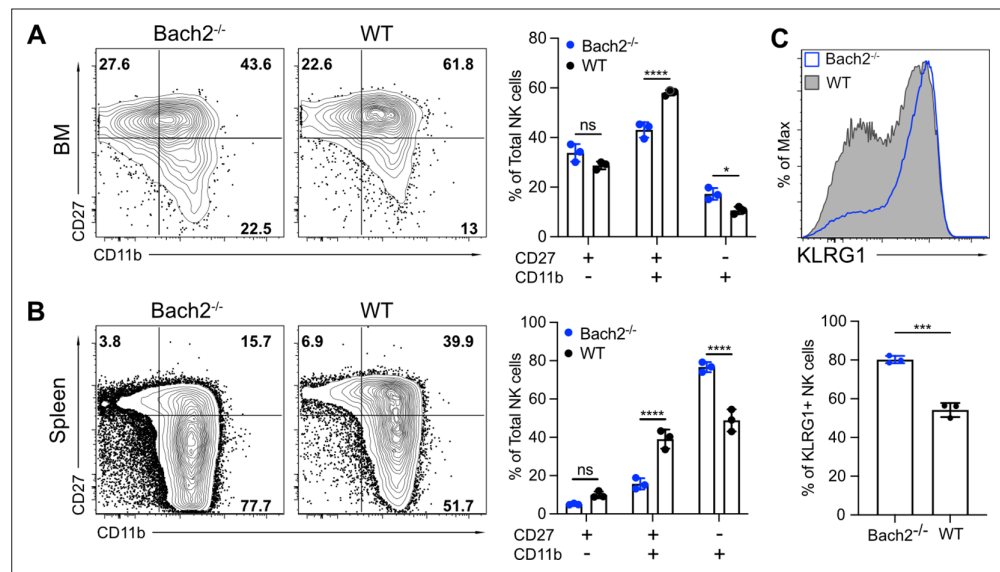 A
Bach2-/-
WT
27.6
43.6
22.6
61.8
BM
CD27
22.5
13
CD11b
% of Total NK cells
80
60
40
20
0
Bach2-/-
WT
ns
****
*
CD27 + + -
CD11b - + +
C
Bach2-/-
WT
% of Max
KLRG1
B
Bach2-/-
WT
3.8
15.7
6.9
39.9
Spleen
CD27
77.7
51.7
CD11b
% of Total NK cells
100
80
60
40
20
0
Bach2-/-
WT
ns
****
****
CD27 + + -
CD11b - + +
% of KLRG1+ NK cells
100
80
60
40
20
0
***
Bach2-/- WT